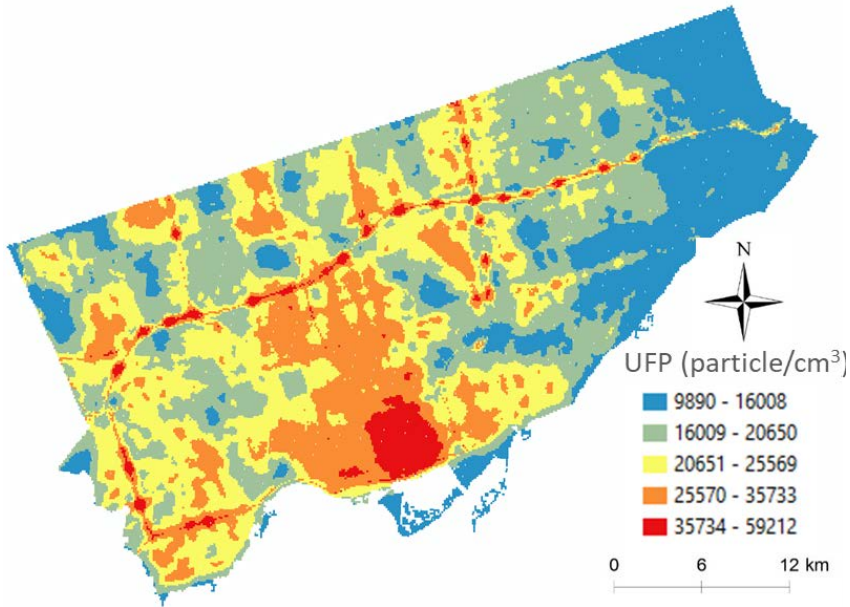 N
UFP (particle/cm³)
9890 - 16008
16009 - 20650
20651 - 25569
25570 - 35733
35734 - 59212
0 6 12 km